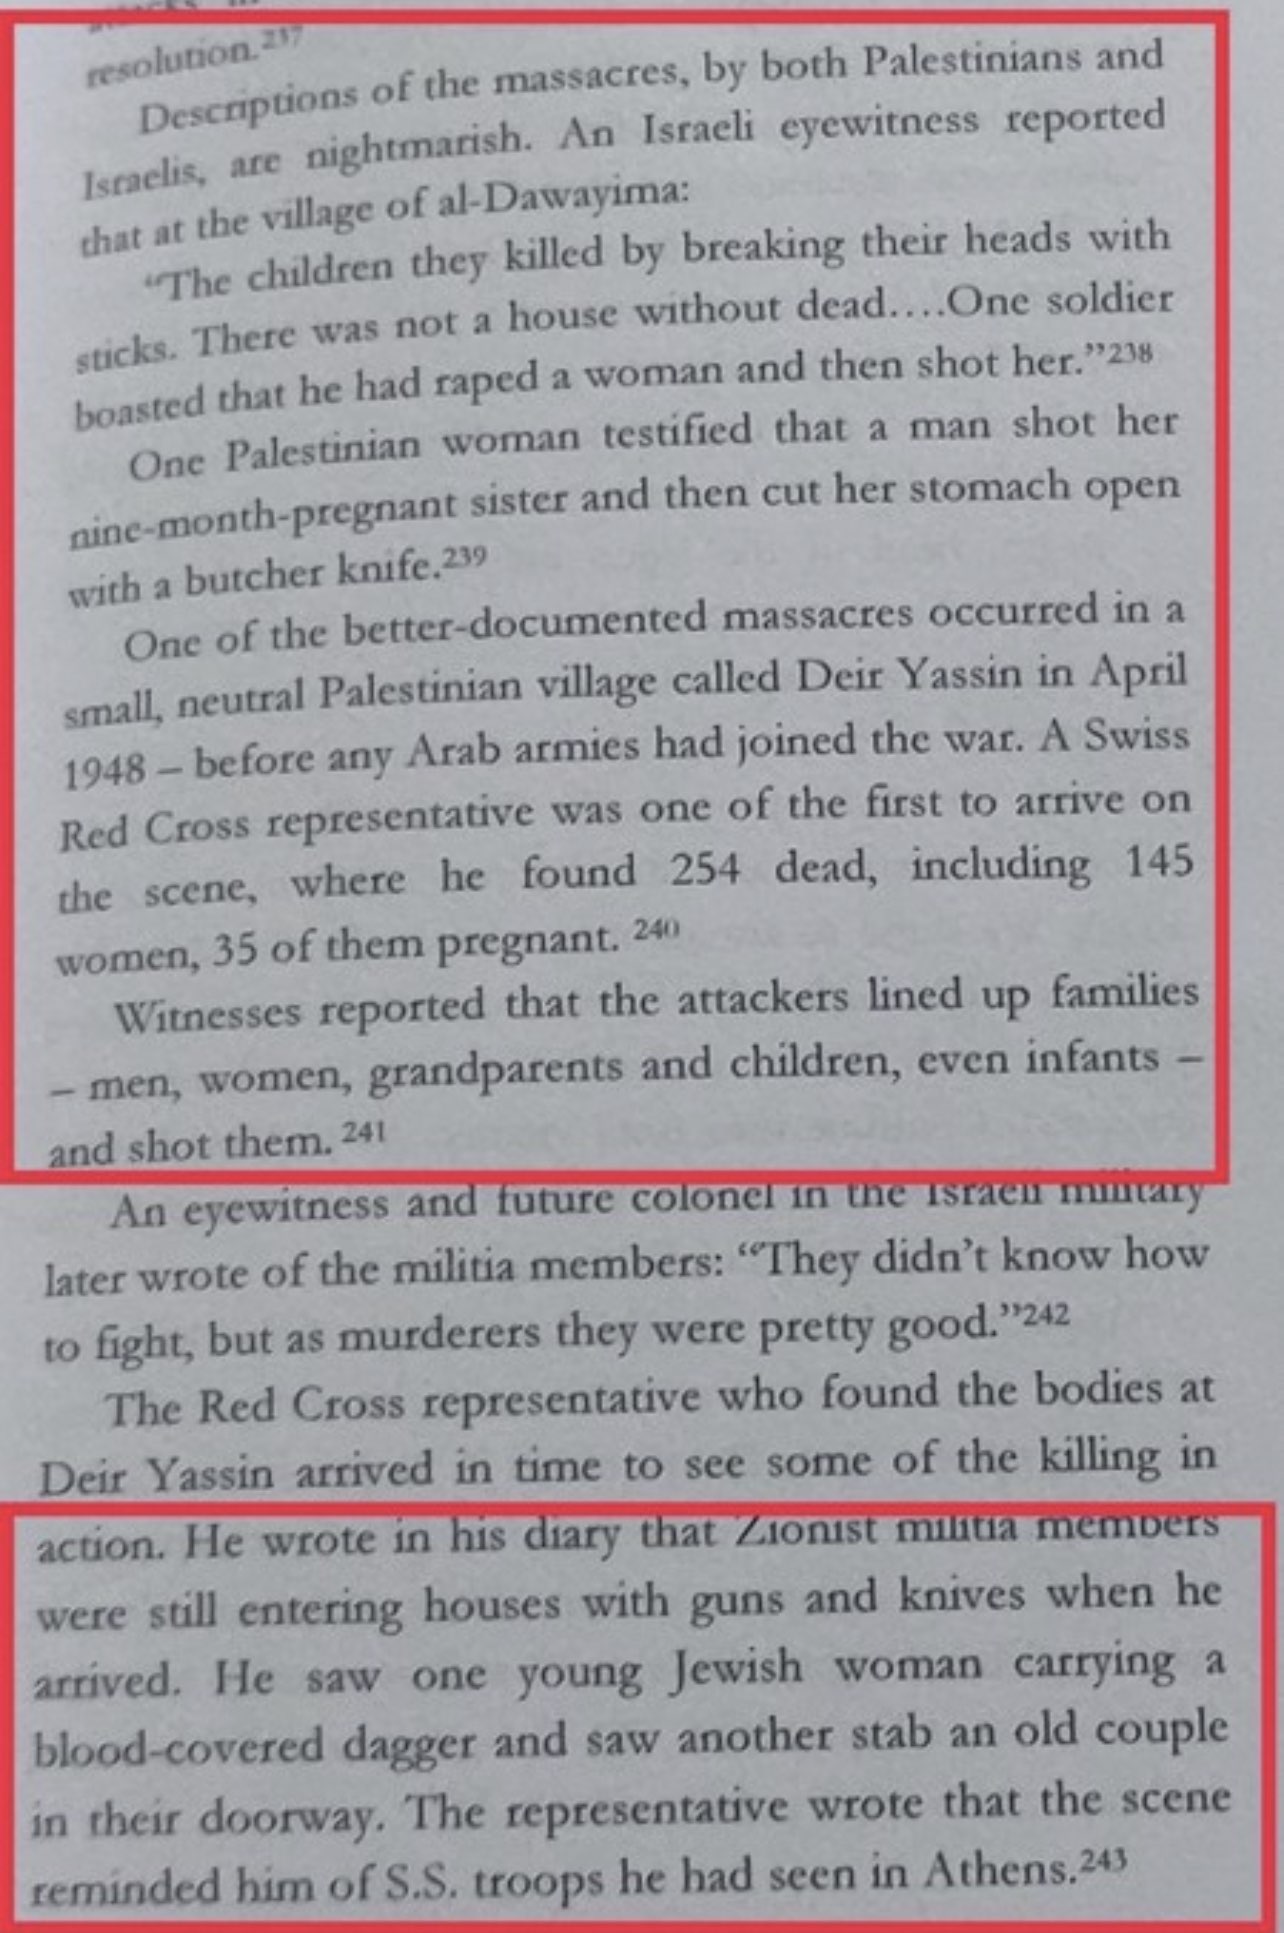 resolution.237
Descriptions of the massacres, by both Palestinians and
Israelis, are nightmarish. An Israeli eyewitness reported
that at the village of al-Dawayima:
“The children they killed by breaking their heads with
sticks. There was not a house without dead....One soldier
boasted that he had raped a woman and then shot her.”238
One Palestinian woman testified that a man shot her
nine-month-pregnant sister and then cut her stomach open
with a butcher knife.239
One of the better-documented massacres occurred in a
small, neutral Palestinian village called Deir Yassin in April
1948 – before any Arab armies had joined the war. A Swiss
Red Cross representative was one of the first to arrive on
the scene, where he found 254 dead, including 145
women, 35 of them pregnant. 240
Witnesses reported that the attackers lined up families
– men, women, grandparents and children, even infants –
and shot them. 241
An eyewitness and future colonel in the Israeli military
later wrote of the militia members: “They didn’t know how
to fight, but as murderers they were pretty good.”242
The Red Cross representative who found the bodies at
Deir Yassin arrived in time to see some of the killing in
action. He wrote in his diary that Zionist militia members
were still entering houses with guns and knives when he
arrived. He saw one young Jewish woman carrying a
blood-covered dagger and saw another stab an old couple
in their doorway. The representative wrote that the scene
reminded him of S.S. troops he had seen in Athens.243